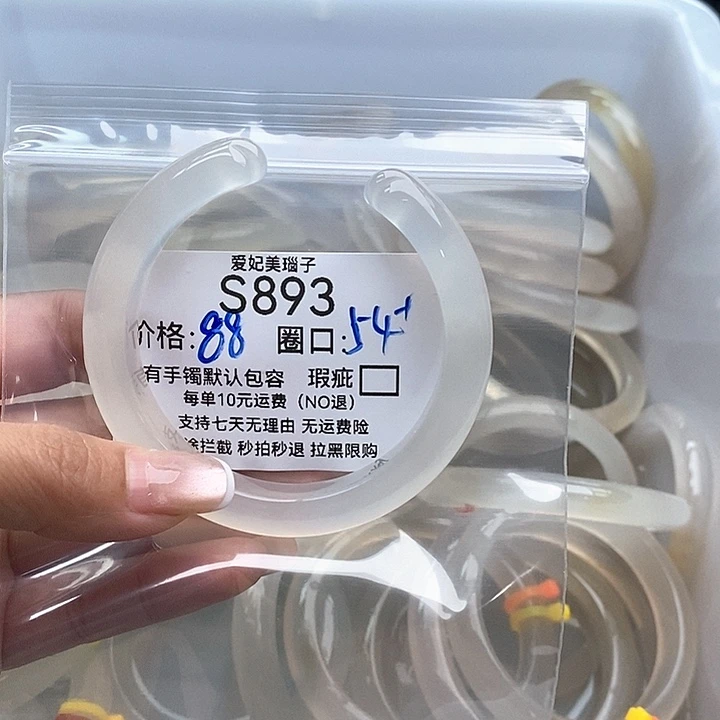 爱妃美瑙子
S893
价格:88 圈口:54+
有手镯默认包容 瑕疵
每单10元运费（NO退）
支持七天无理由 无运费险
途拦截 秒拍秒退 拉黑限购